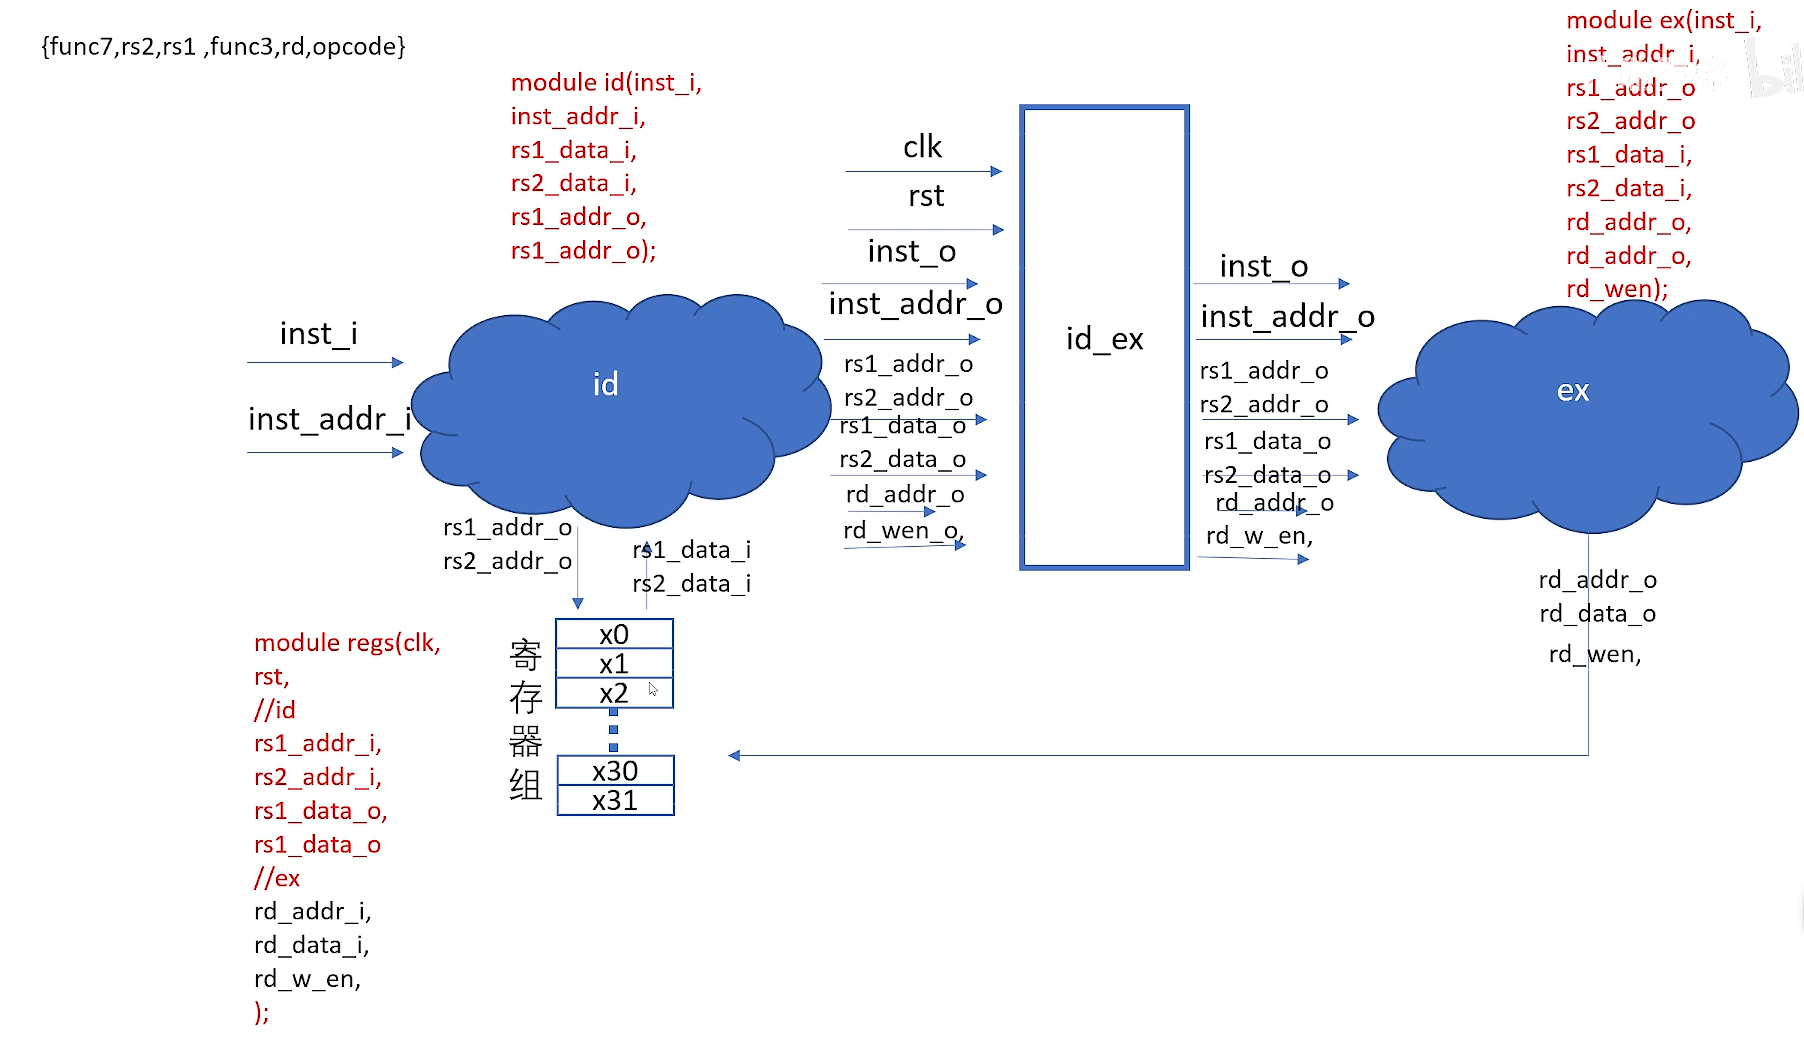 {func7,rs2,rs1 ,func3,rd,opcode}
module id(inst_i,
inst_addr_i,
rs1_data_i,
rs2_data_i,
rs1_addr_o,
rs1_addr_o);
module ex(inst_i,
inst_addr_i,
rs1_addr_o
rs2_addr_o
rs1_data_i,
rs2_data_i,
rd_addr_o,
rd_addr_o,
rd_wen);
inst_i
inst_addr_i
id
clk
rst
inst_o
inst_addr_o
rs1_addr_o
rs2_addr_o
rs1_data_o
rs2_data_o
rd_addr_o
rd_wen_o,
id_ex
inst_o
inst_addr_o
rs1_addr_o
rs2_addr_o
rs1_data_o
rs2_data_o
rd_addr_o
rd_w_en,
ex
rs1_addr_o
rs2_addr_o
rs1_data_i
rs2_data_i
rd_addr_o
rd_data_o
rd_wen,
寄存器组
x0
x1
x2
x30
x31
module regs(clk,
rst,
//id
rs1_addr_i,
rs2_addr_i,
rs1_data_o,
rs1_data_o
//ex
rd_addr_i,
rd_data_i,
rd_w_en,
);